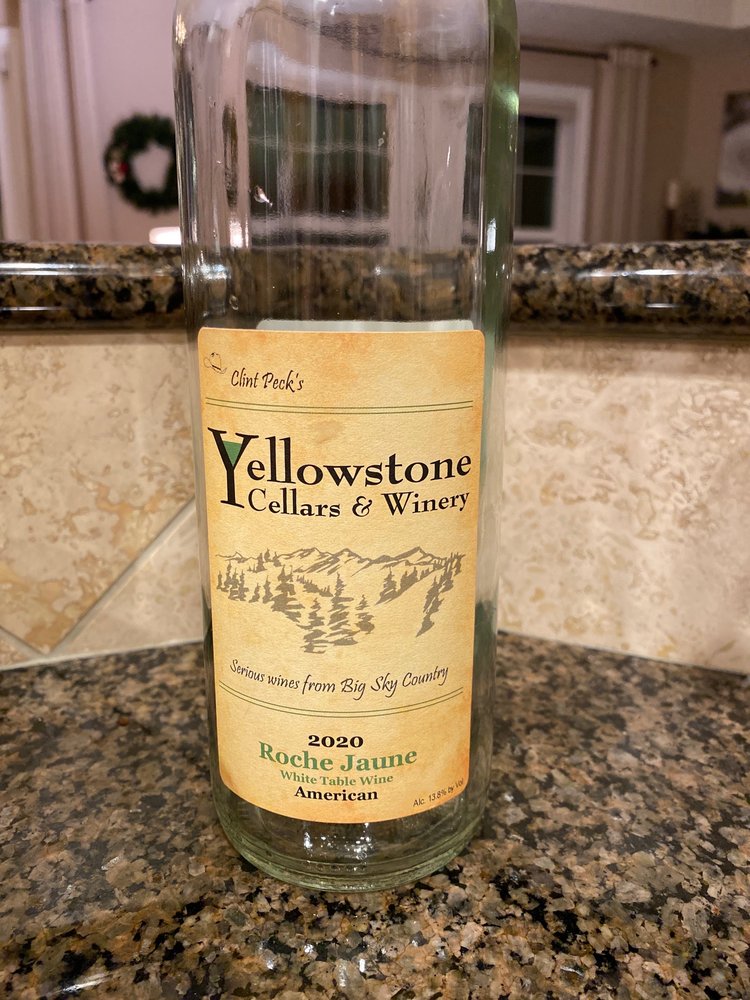 Clint Peck's
Yellowstone
Cellars & Winery
Serious wines from Big Sky Country
2020
Roche Jaune
White Table Wine
American
Alc. 13.8% by Vol